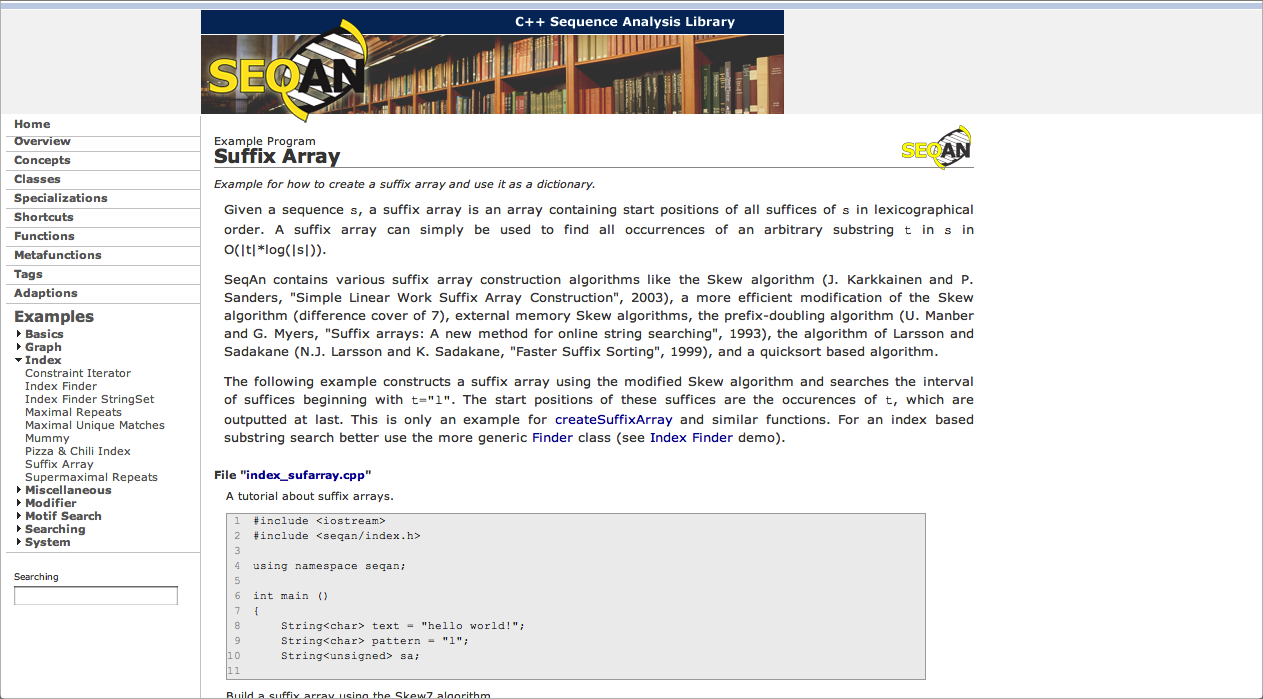 C++ Sequence Analysis Library
SEQAN
Home
Overview
Concepts
Classes
Specializations
Shortcuts
Functions
Metafunctions
Tags
Adaptions
Examples
Basics
Graph
Index
Constraint Iterator
Index Finder
Index Finder StringSet
Maximal Repeats
Maximal Unique Matches
Mummy
Pizza & Chili Index
Suffix Array
Supermaximal Repeats
Miscellaneous
Modifier
Motif Search
Searching
System
Searching
Example Program
Suffix Array
SEQAN
Example for how to create a suffix array and use it as a dictionary.
Given a sequence s, a suffix array is an array containing start positions of all suffices of s in lexicographical
order. A suffix array can simply be used to find all occurrences of an arbitrary substring t in s in
O(|t|*log(|s|)).
SeqAn contains various suffix array construction algorithms like the Skew algorithm (J. Karkkainen and P.
Sanders, "Simple Linear Work Suffix Array Construction", 2003), a more efficient modification of the Skew
algorithm (difference cover of 7), external memory Skew algorithms, the prefix-doubling algorithm (U. Manber
and G. Myers, "Suffix arrays: A new method for online string searching", 1993), the algorithm of Larsson and
Sadakane (N.J. Larsson and K. Sadakane, "Faster Suffix Sorting", 1999), and a quicksort based algorithm.
The following example constructs a suffix array using the modified Skew algorithm and searches the interval
of suffices beginning with t="l". The start positions of these suffices are the occurences of t, which are
outputted at last. This is only an example for createSuffixArray and similar functions. For an index based
substring search better use the more generic Finder class (see Index Finder demo).
File "index_sufarray.cpp"
A tutorial about suffix arrays.
1 #include <iostream>
2 #include <seqan/index.h>
3
4 using namespace seqan;
5
6 int main ()
7 {
8 String<char> text = "hello world!";
9 String<char> pattern = "l";
10 String<unsigned> sa;
11
Build a suffix array using the Skew7 algorithm.